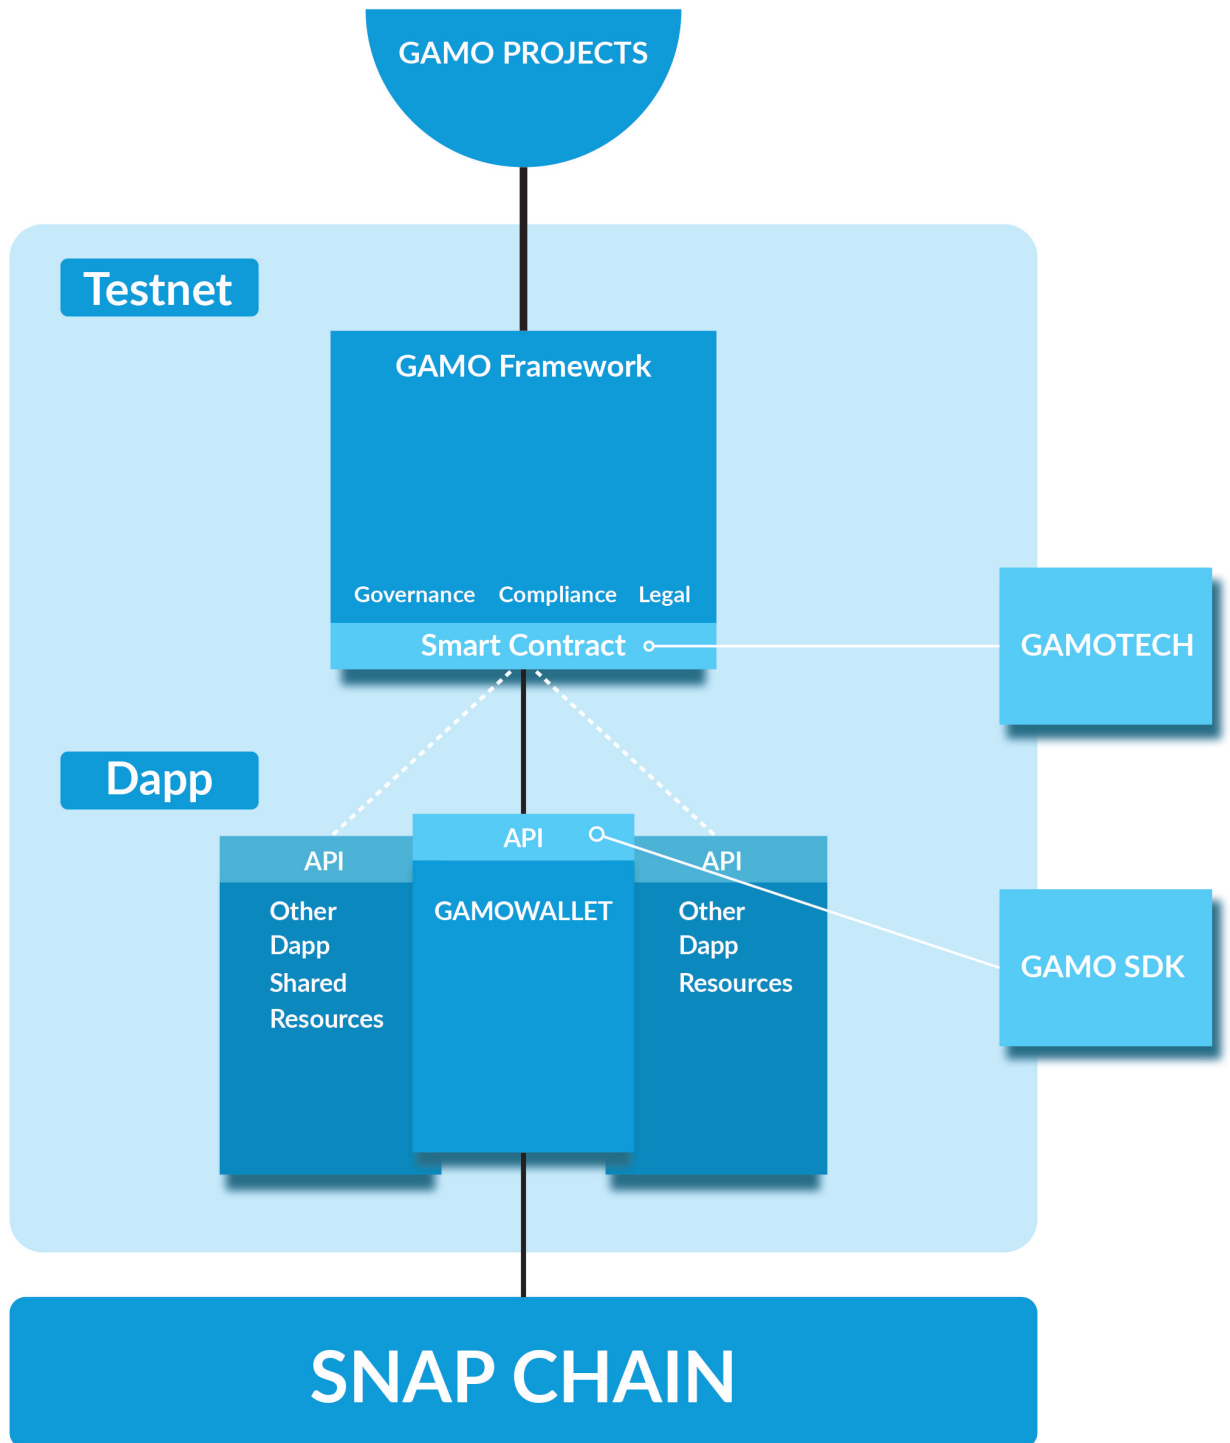 GAMO PROJECTS
Testnet
GAMO Framework
Governance Compliance Legal
Smart Contract
GAMOTECH
Dapp
API
Other
Dapp
Shared
Resources
API
GAMOWALLET
API
Other
Dapp
Resources
GAMO SDK
SNAP CHAIN